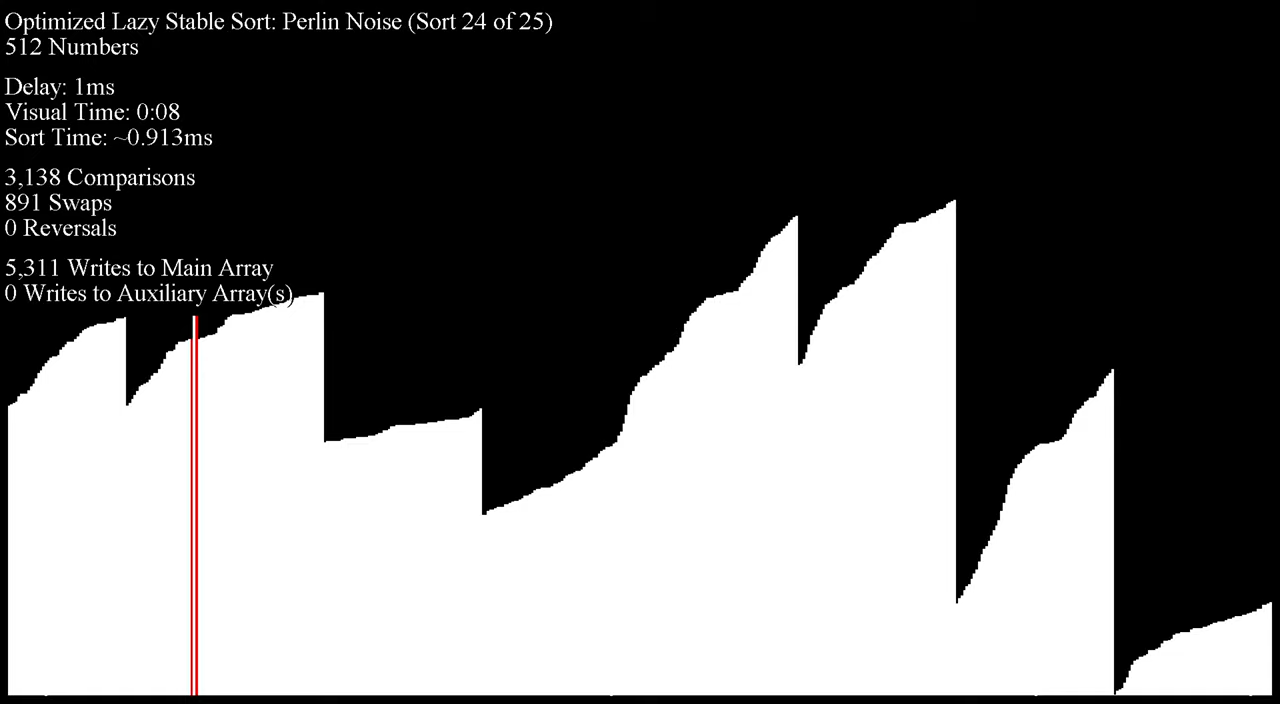 Optimized Lazy Stable Sort: Perlin Noise (Sort 24 of 25)
512 Numbers
Delay: 1ms
Visual Time: 0:08
Sort Time: ~0.913ms
3,138 Comparisons
891 Swaps
0 Reversals
5,311 Writes to Main Array
0 Writes to Auxiliary Array(s)